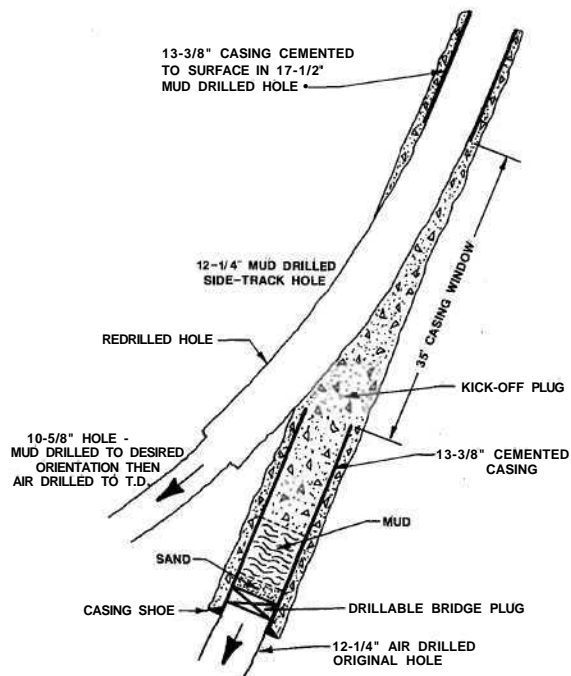 13-3/8" CASING CEMENTED
TO SURFACE IN 17-1/2"
MUD DRILLED HOLE
12-1/4" MUD DRILLED
SIDE-TRACK HOLE
35' CASING WINDOW
REDRILLED HOLE
KICK-OFF PLUG
10-5/8" HOLE -
MUD DRILLED TO DESIRED
ORIENTATION THEN
AIR DRILLED TO T.D.
13-3/8" CEMENTED
CASING
MUD
SAND
CASING SHOE
DRILLABLE BRIDGE PLUG
12-1/4" AIR DRILLED
ORIGINAL HOLE